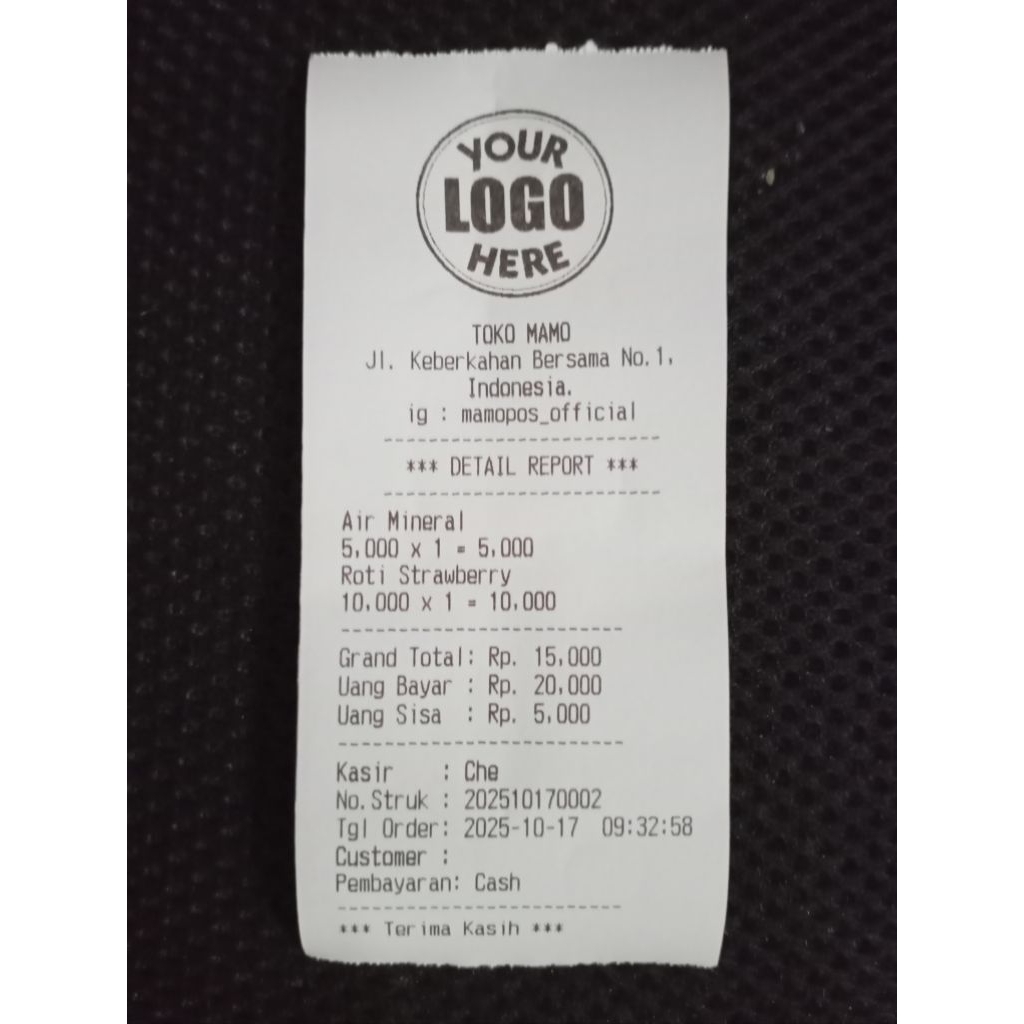 YOUR
LOGO
HERE
TOKO MAMO
Jl. Keberkahan Bersama No.1,
Indonesia.
ig : mamopos_official
------------------------
*** DETAIL REPORT ***
------------------------
Air Mineral
5,000 x 1 = 5,000
Roti Strawberry
10,000 x 1 = 10,000
------------------------
Grand Total: Rp. 15,000
Uang Bayar : Rp. 20,000
Uang Sisa  : Rp. 5,000
------------------------
Kasir    : Che
No.Struk : 202510170002
Tgl Order: 2025-10-17  09:32:58
Customer :
Pembayaran: Cash
------------------------
*** Terima Kasih ***